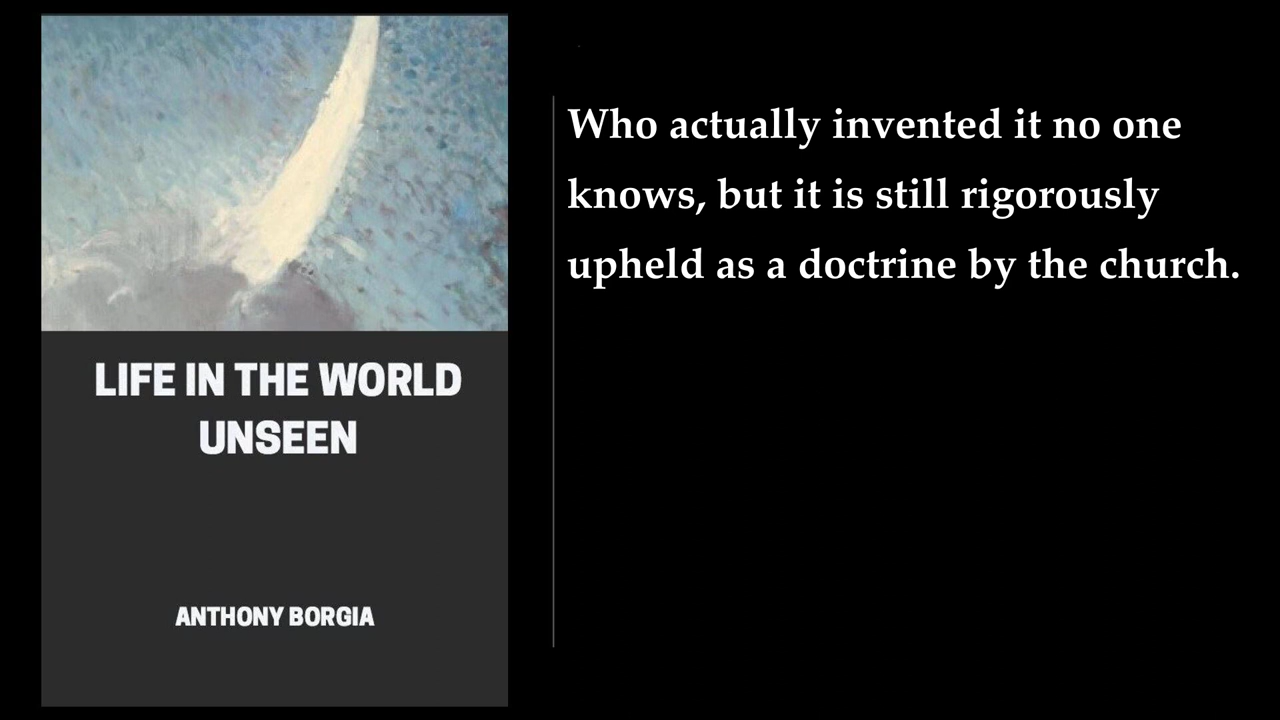 LIFE IN THE WORLD
UNSEEN
ANTHONY BORGIA
Who actually invented it no one
knows, but it is still rigorously
upheld as a doctrine by the church.